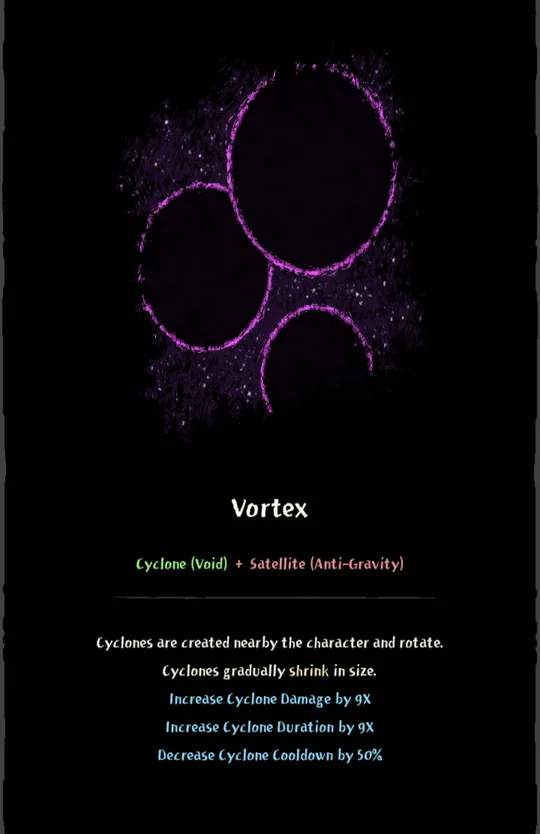 Vortex
Cyclone (Void) + Satellite (Anti-Gravity)
Cyclones are created nearby the character and rotate.
Cyclones gradually shrink in size.
Increase Cyclone Damage by 9X
Increase Cyclone Duration by 9X
Decrease Cyclone Cooldown by 50%